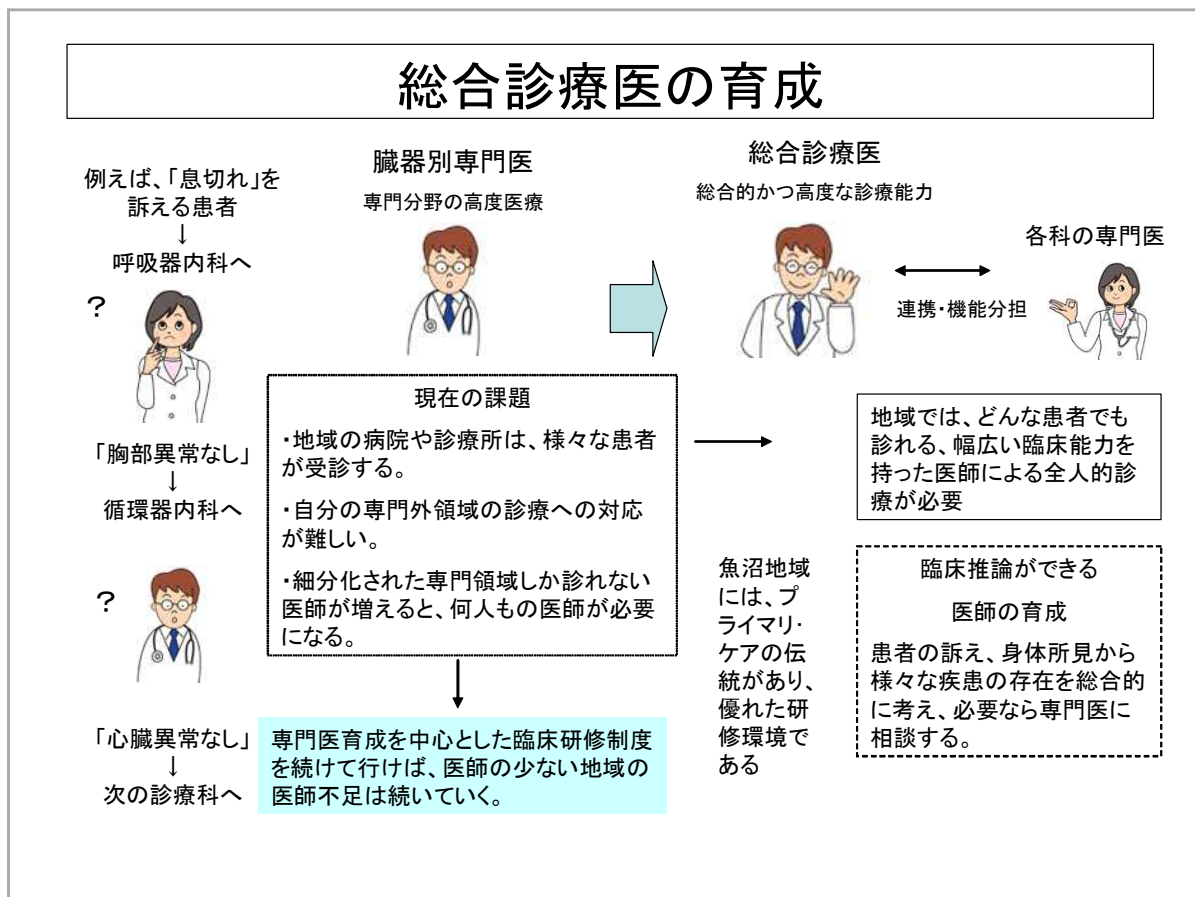 総合診療医の育成
例えば、「息切れ」を
訴える患者
↓
呼吸器内科へ
?
「胸部異常なし」
↓
循環器内科へ
?
「心臓異常なし」
↓
次の診療科へ
臓器別専門医
専門分野の高度医療
総合診療医
総合的かつ高度な診療能力
各科の専門医
連携・機能分担
現在の課題
・地域の病院や診療所は、様々な患者
が受診する。
・自分の専門外領域の診療への対応
が難しい。
・細分化された専門領域しか診れない
医師が増えると、何人もの医師が必要
になる。
専門医育成を中心とした臨床研修制度
を続けて行けば、医師の少ない地域の
医師不足は続いていく。
地域では、どんな患者でも
診れる、幅広い臨床能力を
持った医師による全人的診
療が必要
魚沼地域
には、プ
ライマリ・
ケアの伝
統があり、
優れた研
修環境で
ある
臨床推論ができる
医師の育成
患者の訴え、身体所見から
様々な疾患の存在を総合的
に考え、必要なら専門医に
相談する。